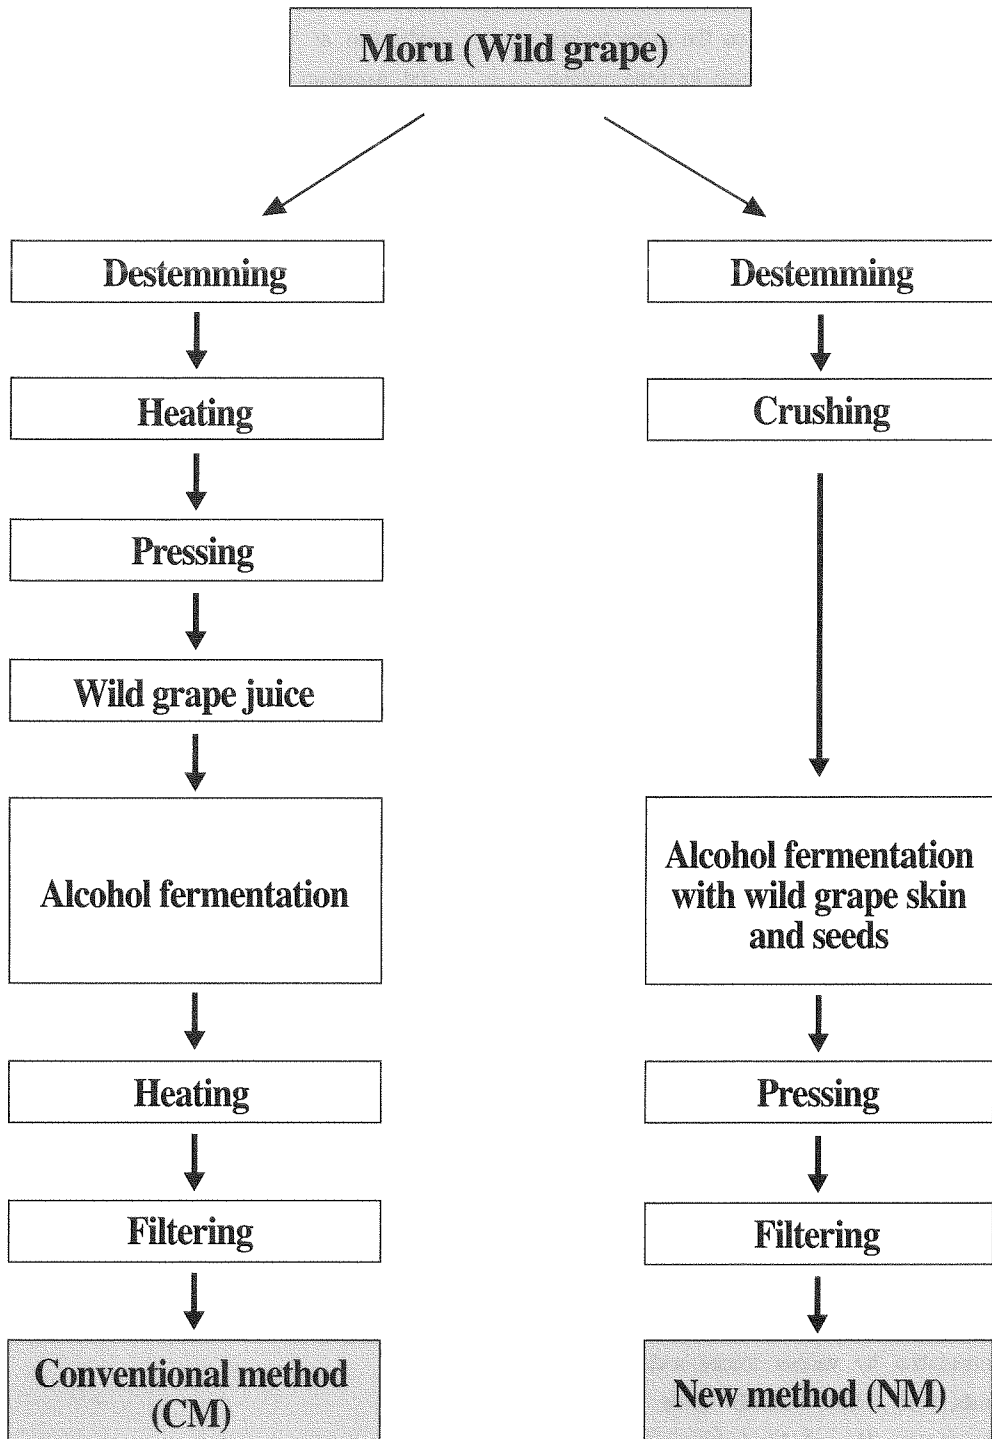 Moru (Wild grape)
Destemming
Heating
Pressing
Wild grape juice
Alcohol fermentation
Heating
Filtering
Conventional method
(CM)
Destemming
Crushing
Alcohol fermentation
with wild grape skin
and seeds
Pressing
Filtering
New method (NM)